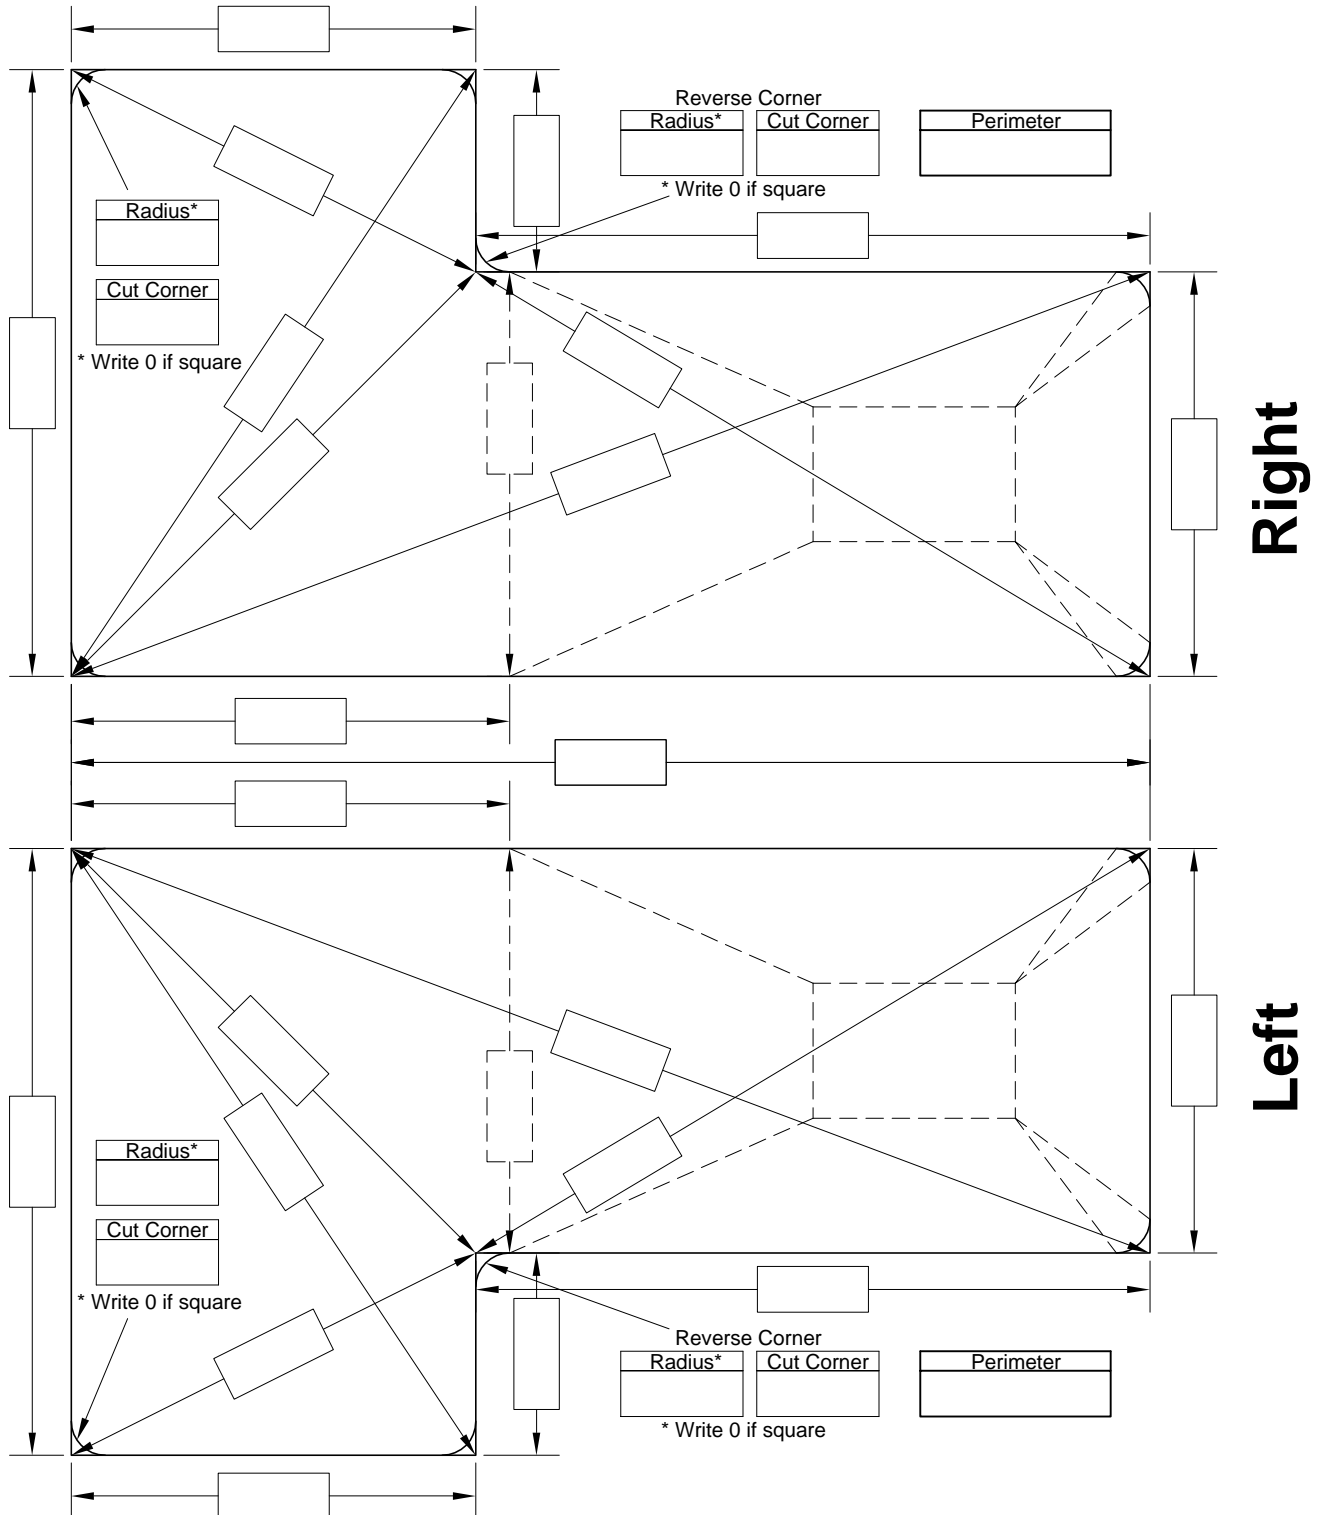 Reverse Corner
Radius* Cut Corner Perimeter
* Write 0 if square
Radius*
Cut Corner
* Write 0 if square
Right
Left
Radius*
Cut Corner
* Write 0 if square
Reverse Corner
Radius* Cut Corner Perimeter
* Write 0 if square